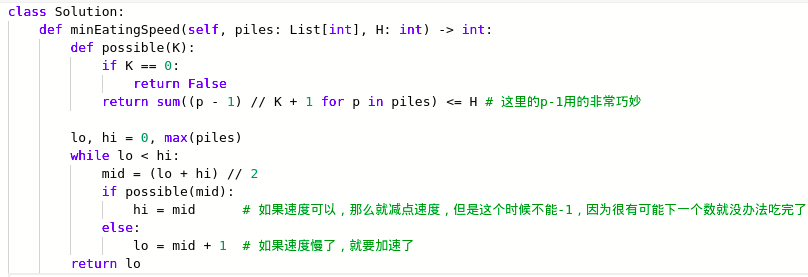 class Solution:
    def minEatingSpeed(self, piles: List[int], H: int) -> int:
        def possible(K):
            if K == 0:
                return False
            return sum((p - 1) // K + 1 for p in piles) <= H # 这里的p-1用的非常巧妙

        lo, hi = 0, max(piles)
        while lo < hi:
            mid = (lo + hi) // 2
            if possible(mid):
                hi = mid      # 如果速度可以，那么就减点速度，但是这个时候不能-1，因为很有可能下一个数就没办法吃完了
            else:
                lo = mid + 1  # 如果速度慢了，就要加速了
        return lo